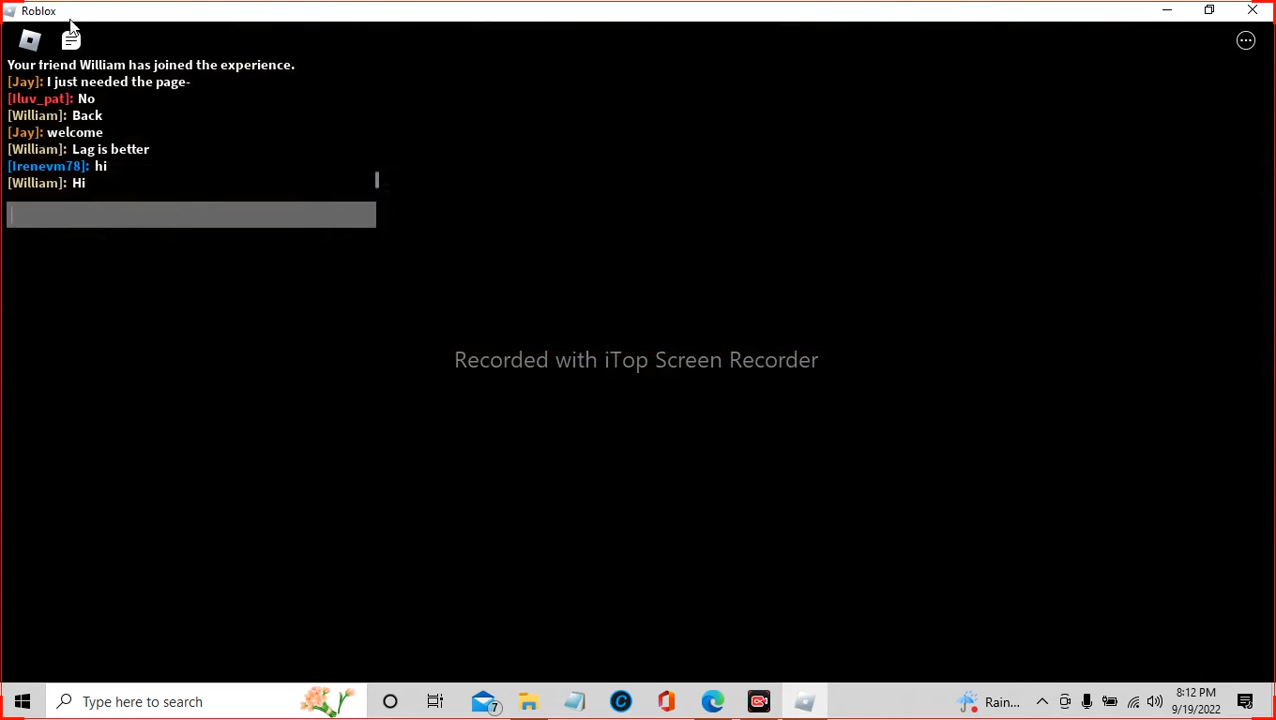 Roblox
Your friend William has joined the experience.
[Jay]: I just needed the page-
[Iluv_pat]: No
[William]: Back
[Jay]: welcome
[William]: Lag is better
[Irenevm78]: hi
[William]: Hi
Recorded with iTop Screen Recorder
Type here to search
7
Rain...
8:12 PM
9/19/2022